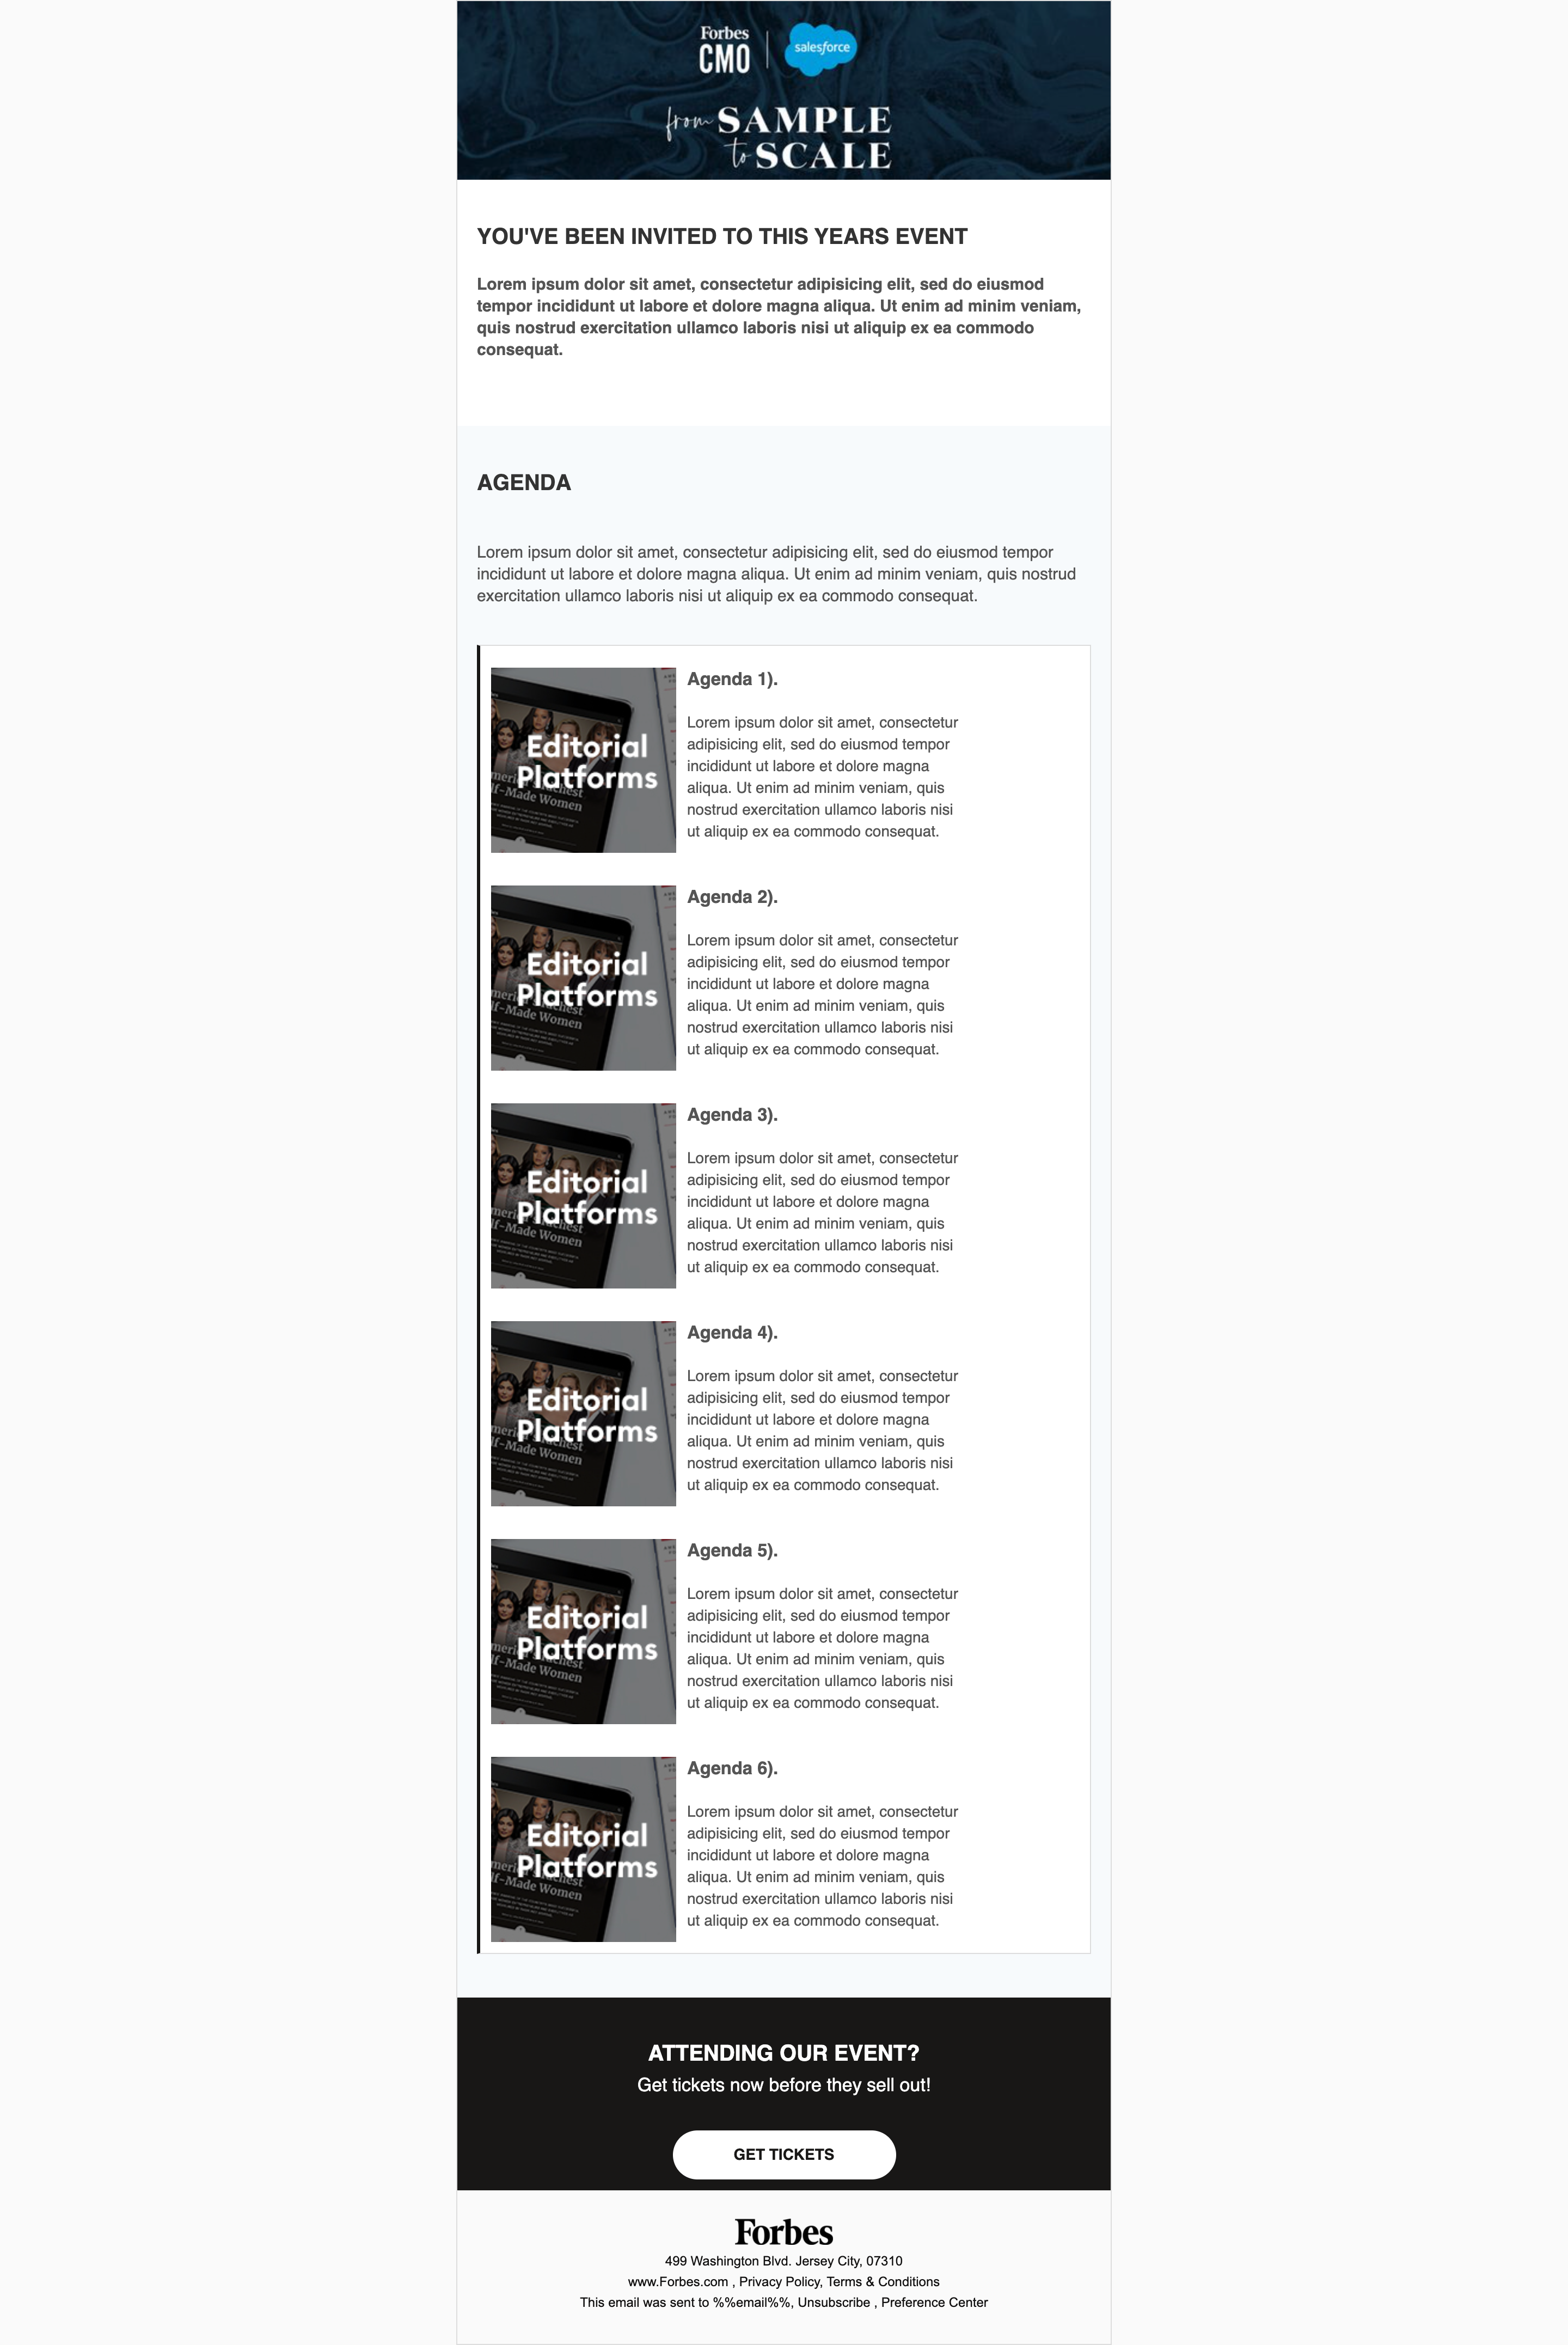 Forbes
CMO
salesforce
from SAMPLE
to SCALE
YOU'VE BEEN INVITED TO THIS YEARS EVENT
Lorem ipsum dolor sit amet, consectetur adipisicing elit, sed do eiusmod
tempor incididunt ut labore et dolore magna aliqua. Ut enim ad minim veniam,
quis nostrud exercitation ullamco laboris nisi ut aliquip ex ea commodo
consequat.
AGENDA
Lorem ipsum dolor sit amet, consectetur adipisicing elit, sed do eiusmod tempor
incididunt ut labore et dolore magna aliqua. Ut enim ad minim veniam, quis nostrud
exercitation ullamco laboris nisi ut aliquip ex ea commodo consequat.
Editorial
Platforms
lf-Made Women
Agenda 1).
Lorem ipsum dolor sit amet, consectetur
adipisicing elit, sed do eiusmod tempor
incididunt ut labore et dolore magna
aliqua. Ut enim ad minim veniam, quis
nostrud exercitation ullamco laboris nisi
ut aliquip ex ea commodo consequat.
Editorial
Platforms
lf-Made Women
Agenda 2).
Lorem ipsum dolor sit amet, consectetur
adipisicing elit, sed do eiusmod tempor
incididunt ut labore et dolore magna
aliqua. Ut enim ad minim veniam, quis
nostrud exercitation ullamco laboris nisi
ut aliquip ex ea commodo consequat.
Editorial
Platforms
lf-Made Women
Agenda 3).
Lorem ipsum dolor sit amet, consectetur
adipisicing elit, sed do eiusmod tempor
incididunt ut labore et dolore magna
aliqua. Ut enim ad minim veniam, quis
nostrud exercitation ullamco laboris nisi
ut aliquip ex ea commodo consequat.
Editorial
Platforms
lf-Made Women
Agenda 4).
Lorem ipsum dolor sit amet, consectetur
adipisicing elit, sed do eiusmod tempor
incididunt ut labore et dolore magna
aliqua. Ut enim ad minim veniam, quis
nostrud exercitation ullamco laboris nisi
ut aliquip ex ea commodo consequat.
Editorial
Platforms
lf-Made Women
Agenda 5).
Lorem ipsum dolor sit amet, consectetur
adipisicing elit, sed do eiusmod tempor
incididunt ut labore et dolore magna
aliqua. Ut enim ad minim veniam, quis
nostrud exercitation ullamco laboris nisi
ut aliquip ex ea commodo consequat.
Editorial
Platforms
lf-Made Women
Agenda 6).
Lorem ipsum dolor sit amet, consectetur
adipisicing elit, sed do eiusmod tempor
incididunt ut labore et dolore magna
aliqua. Ut enim ad minim veniam, quis
nostrud exercitation ullamco laboris nisi
ut aliquip ex ea commodo consequat.
ATTENDING OUR EVENT?
Get tickets now before they sell out!
GET TICKETS
Forbes
499 Washington Blvd. Jersey City, 07310
www.Forbes.com , Privacy Policy, Terms & Conditions
This email was sent to %%email%%, Unsubscribe , Preference Center